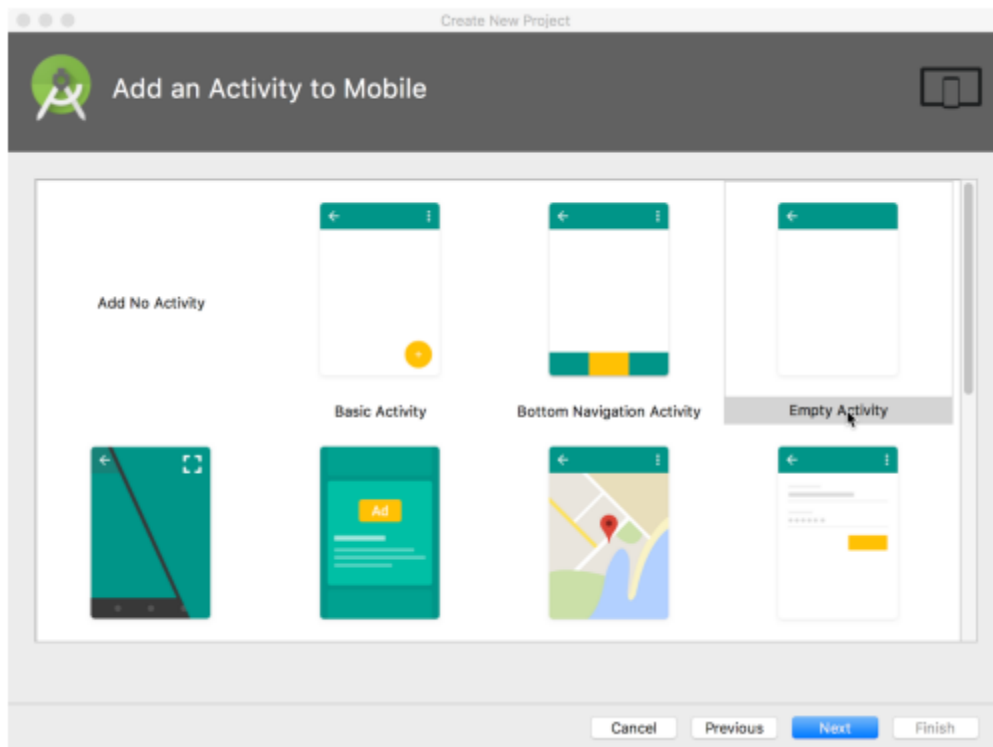 Create New Project
Add an Activity to Mobile
Add No Activity
Basic Activity
Bottom Navigation Activity
Empty Activity
Ad
Cancel
Previous
Next
Finish